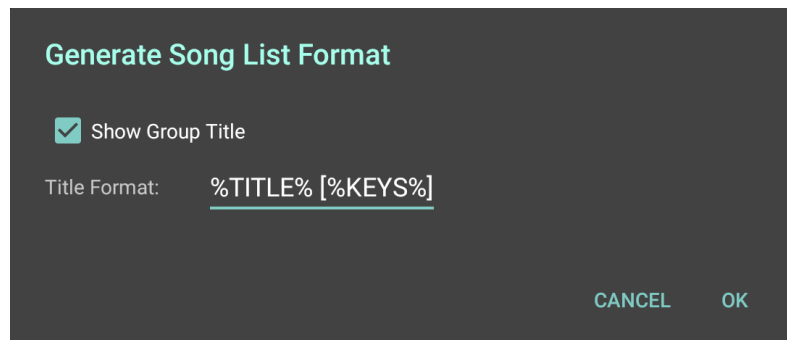 Generate Song List Format
Show Group Title
Title Format: %TITLE% [%KEYS%]
CANCEL OK